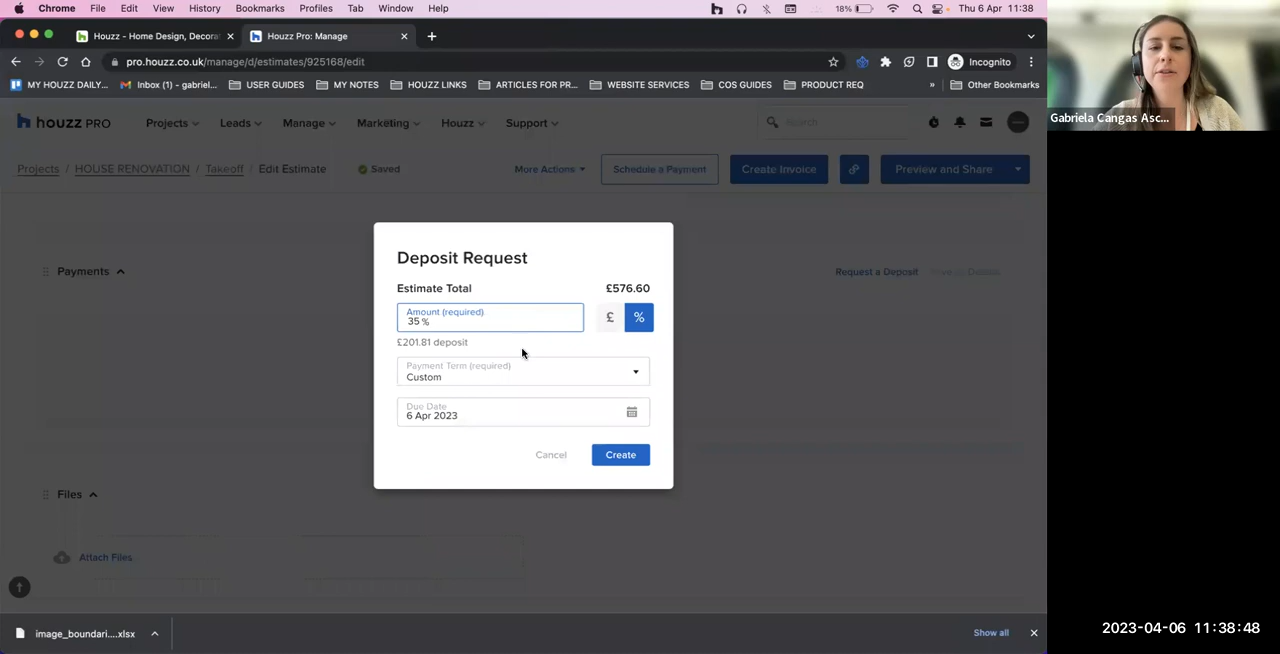 Chrome File Edit View History Bookmarks Profiles Tab Window Help
18% Thu 6 Apr 11:38
Houzz - Home Design, Decorat
Houzz Pro: Manage
pro.houzz.co.uk/manage/d/estimates/925168/edit
Incognito
MY HOUZZ DAILY... Inbox (1) - gabriel... USER GUIDES MY NOTES HOUZZ LINKS ARTICLES FOR PR... WEBSITE SERVICES COS GUIDES PRODUCT REQ » Other Bookmarks
Gabriela Cangas Asc...
houzz PRO Projects Leads Manage Marketing Houzz Support Search
Projects / HOUSE RENOVATION / Takeoff / Edit Estimate Saved More Actions Schedule a Payment Create Invoice Preview and Share
Deposit Request
Payments Request a Deposit
Estimate Total £576.60
Amount (required)
35 %
£ %
£201.81 deposit
Payment Term (required)
Custom
Due Date
6 Apr 2023
Cancel Create
Files
Attach Files
image_boundari....xlsx
Show all
2023-04-06 11:38:48